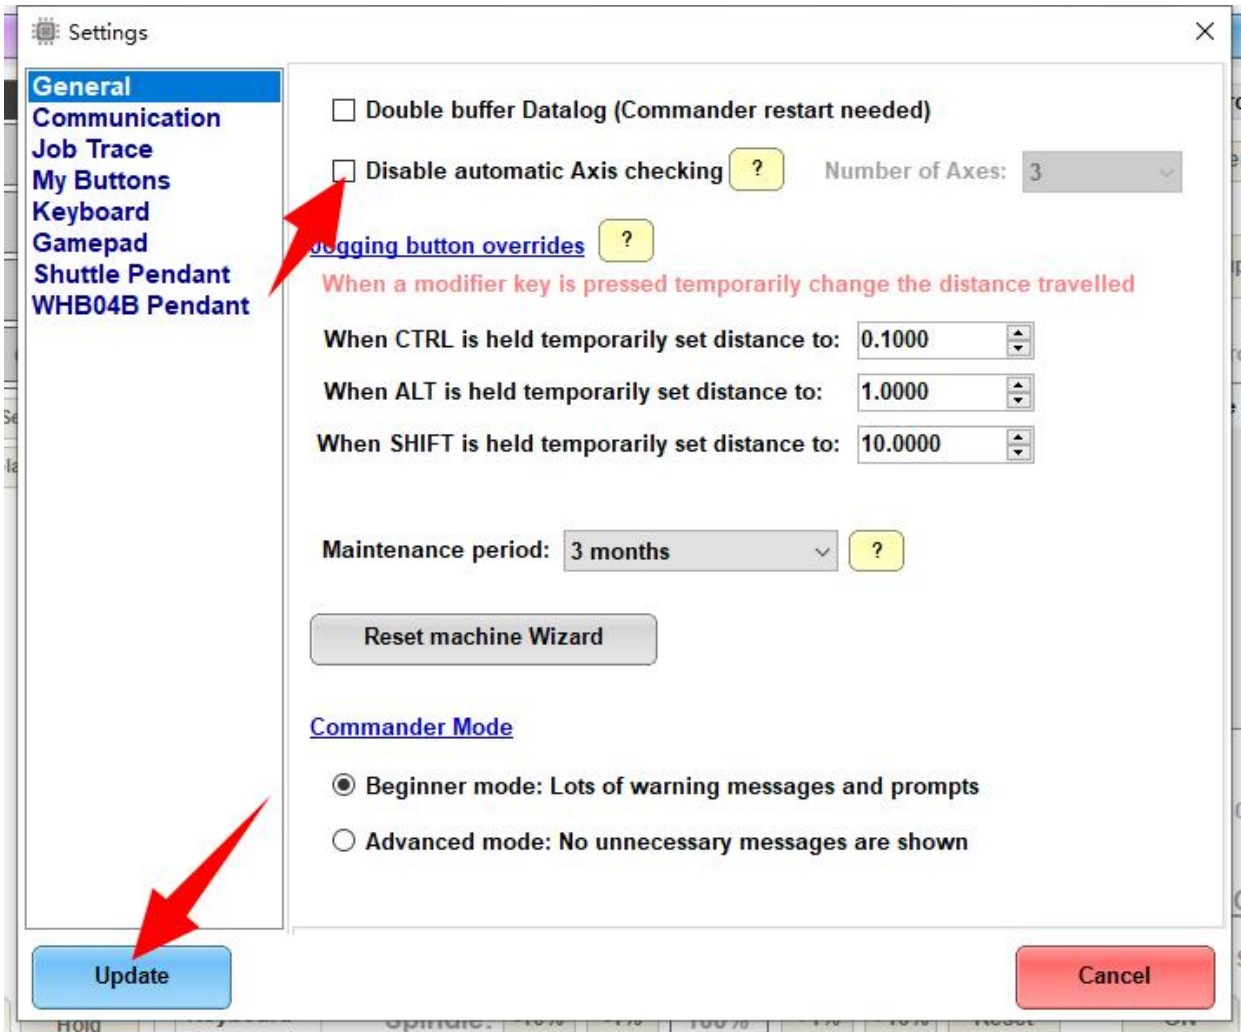 Settings
General
Communication
Job Trace
My Buttons
Keyboard
Gamepad
Shuttle Pendant
WHB04B Pendant
Double buffer Datalog (Commander restart needed)
Disable automatic Axis checking ? Number of Axes: 3
Jogging button overrides ?
When a modifier key is pressed temporarily change the distance travelled
When CTRL is held temporarily set distance to: 0.1000
When ALT is held temporarily set distance to: 1.0000
When SHIFT is held temporarily set distance to: 10.0000
Maintenance period: 3 months ?
Reset machine Wizard
Commander Mode
Beginner mode: Lots of warning messages and prompts
Advanced mode: No unnecessary messages are shown
Update
Cancel
Hold